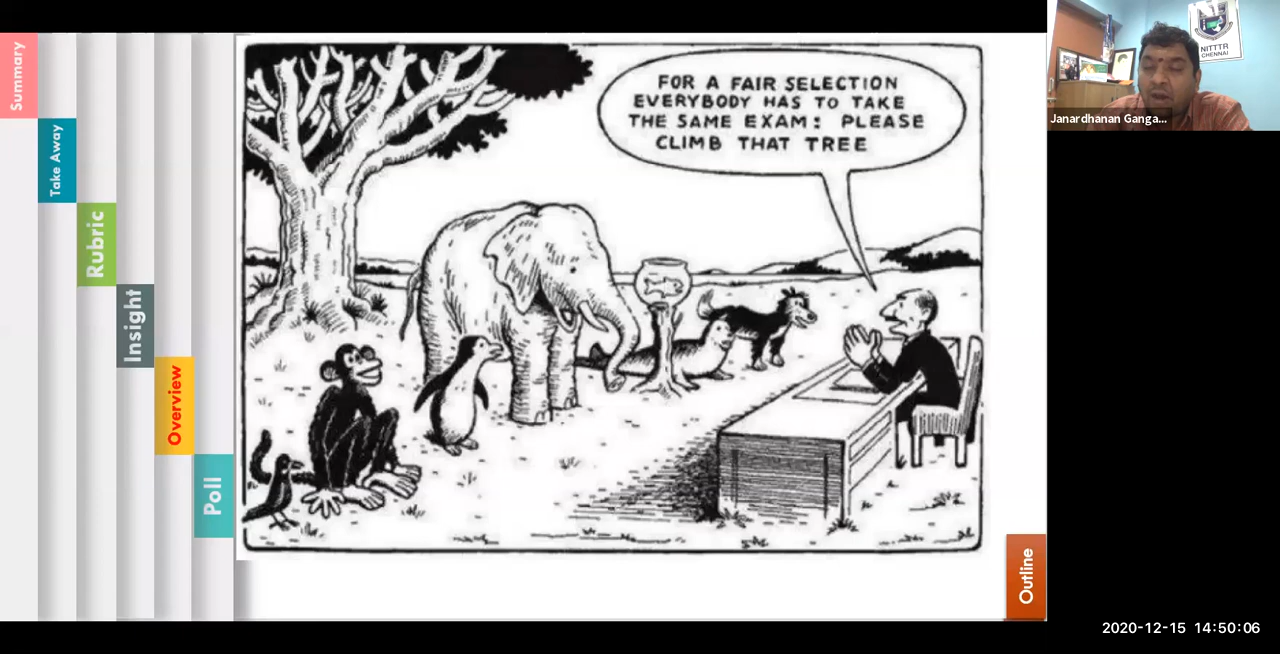 Summary
Take Away
Rubric
Insight
Overview
Poll
FOR A FAIR SELECTION
EVERYBODY HAS TO TAKE
THE SAME EXAM: PLEASE
CLIMB THAT TREE
Outline
NITTTR
CHENNAI
Janardhanan Ganga...
2020-12-15 14:50:06